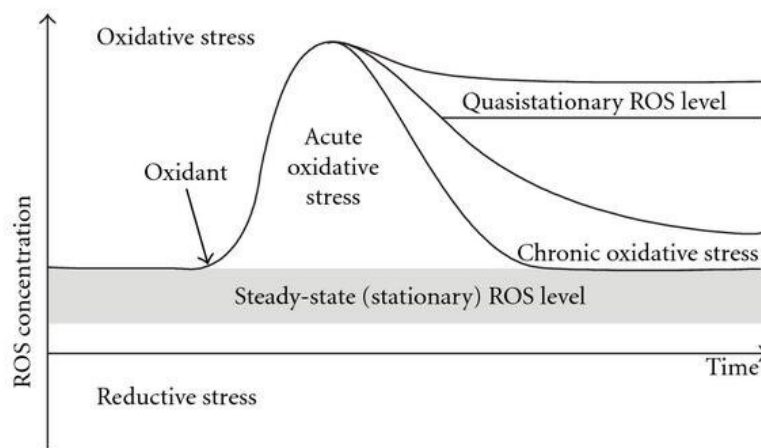 Oxidative stress
Quasistationary ROS level
Acute
oxidative
stress
Oxidant
Chronic oxidative stress
Steady-state (stationary) ROS level
ROS concentration
Time
Reductive stress